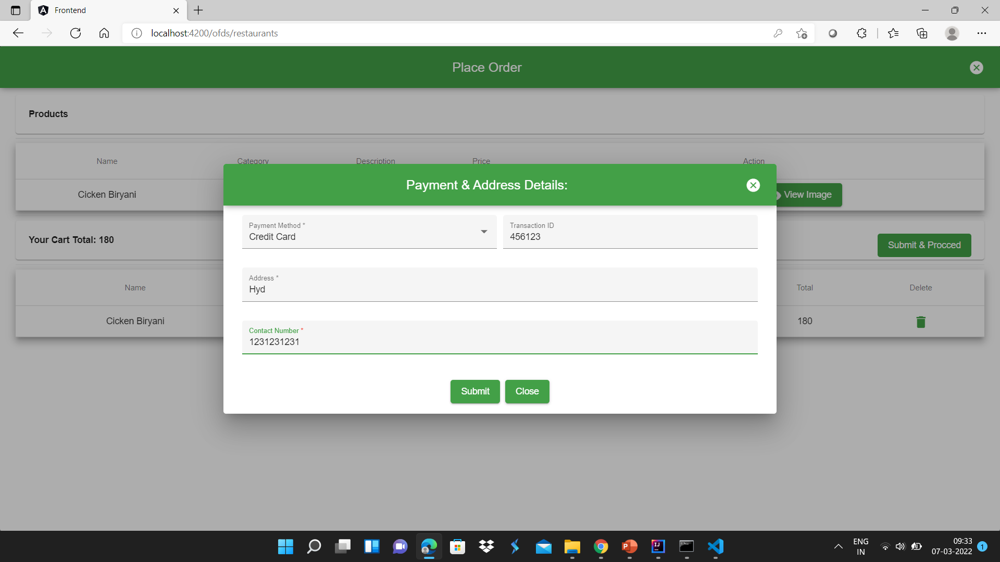 Frontend
localhost:4200/ofds/restaurants
Place Order
Products
Name Category Description Price Action
Payment & Address Details:
Cicken Biryani
View Image
Payment Method *
Credit Card
Transaction ID
456123
Your Cart Total: 180
Submit & Procced
Address *
Hyd
Name Total Delete
Cicken Biryani 180
Contact Number *
1231231231
Submit Close
ENG
IN
09:33
07-03-2022
1